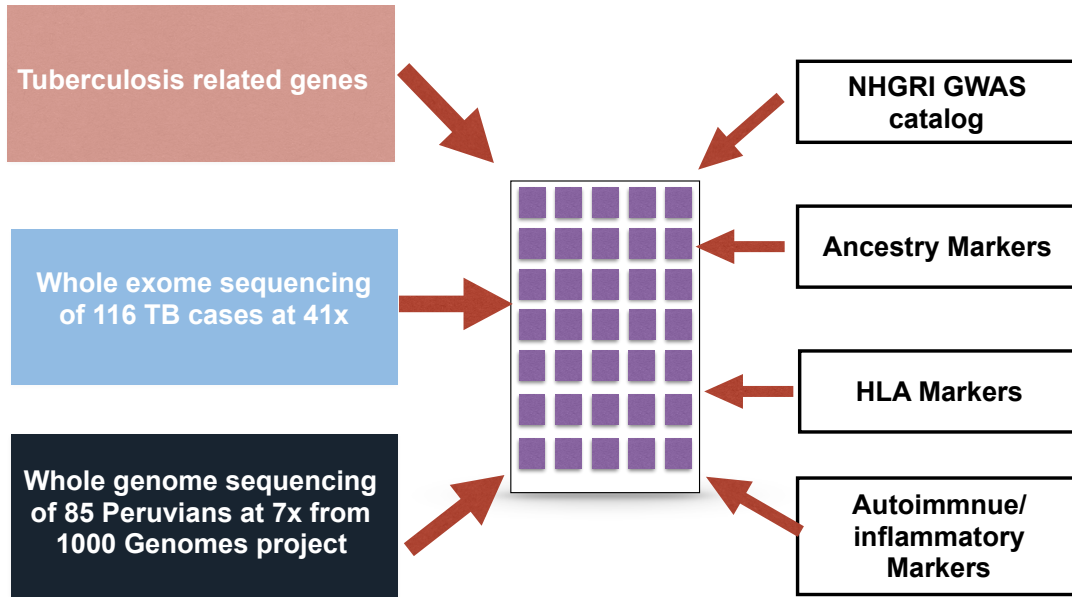 Tuberculosis related genes
Whole exome sequencing
of 116 TB cases at 41x
Whole genome sequencing
of 85 Peruvians at 7x from
1000 Genomes project
NHGRI GWAS
catalog
Ancestry Markers
HLA Markers
Autoimmnue/
inflammatory
Markers